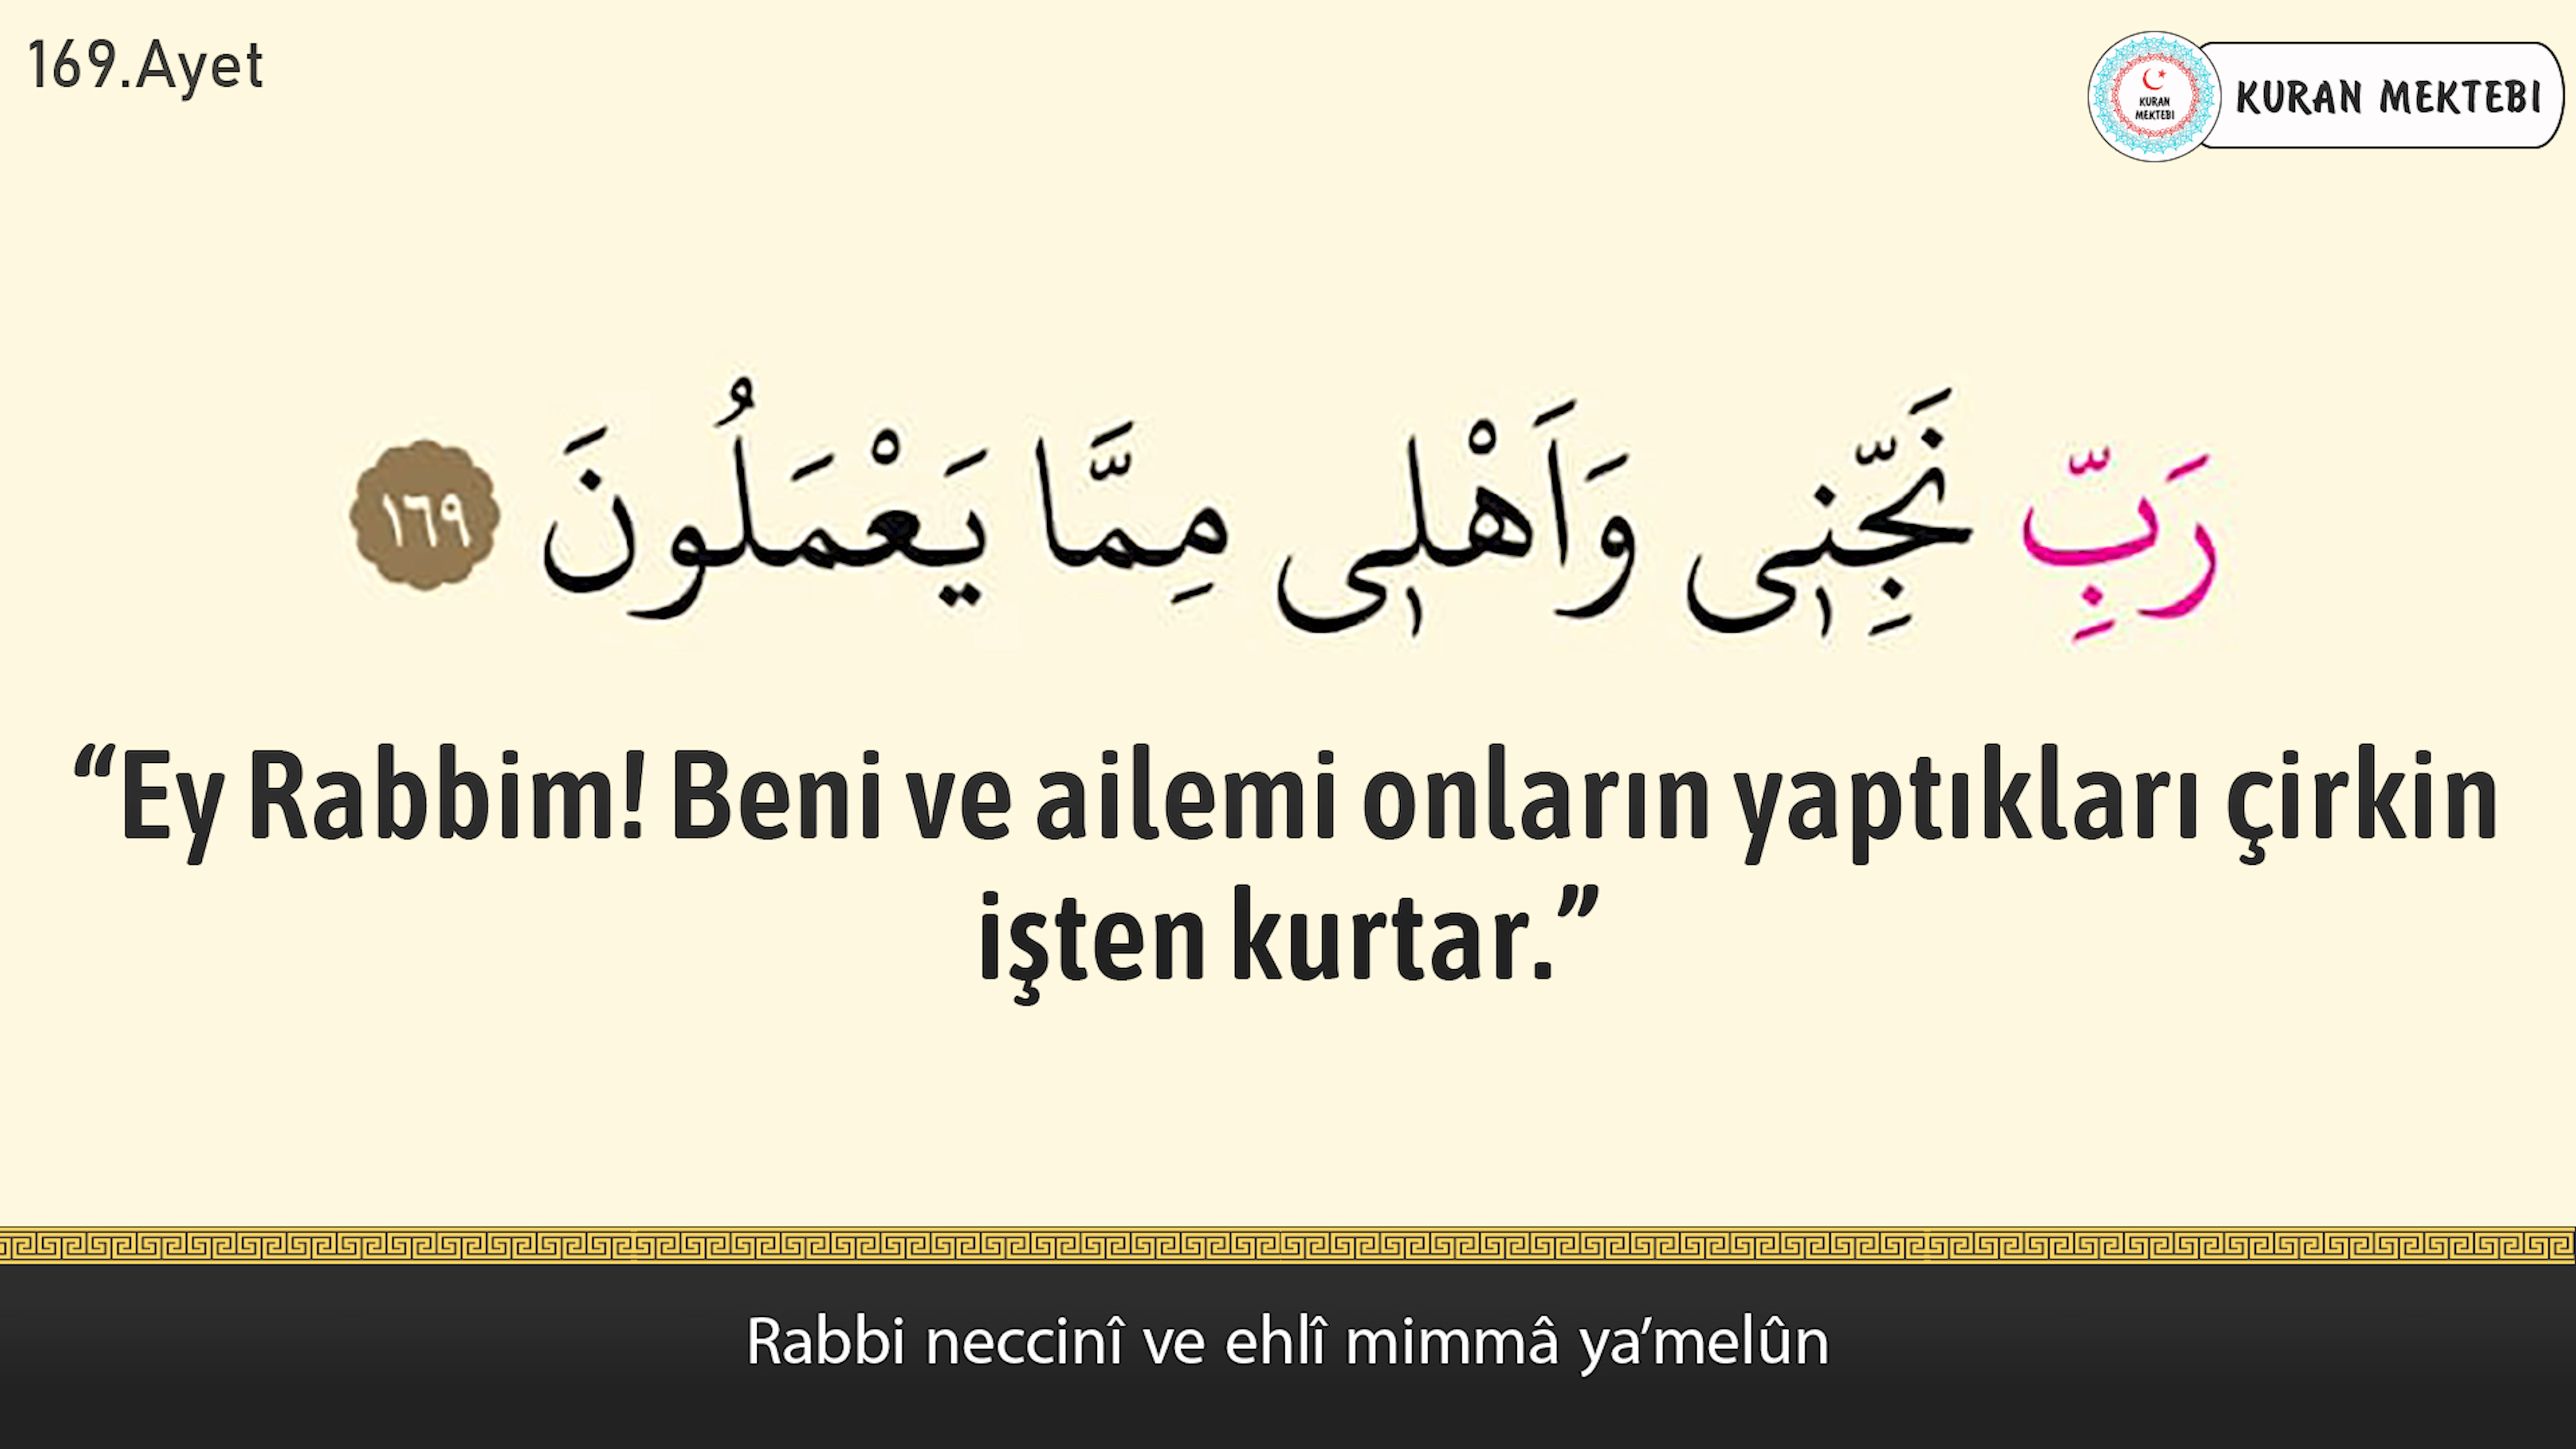 169.Ayet
KURAN
MEKTEBI
KURAN MEKTEBI
رَبِّ نَجِّنٖى وَاَهْلٖى مِمَّا يَعْمَلُونَ ١٦٩
“Ey Rabbim! Beni ve ailemi onların yaptıkları çirkin
işten kurtar.”
Rabbi neccinî ve ehlî mimmâ ya’melûn